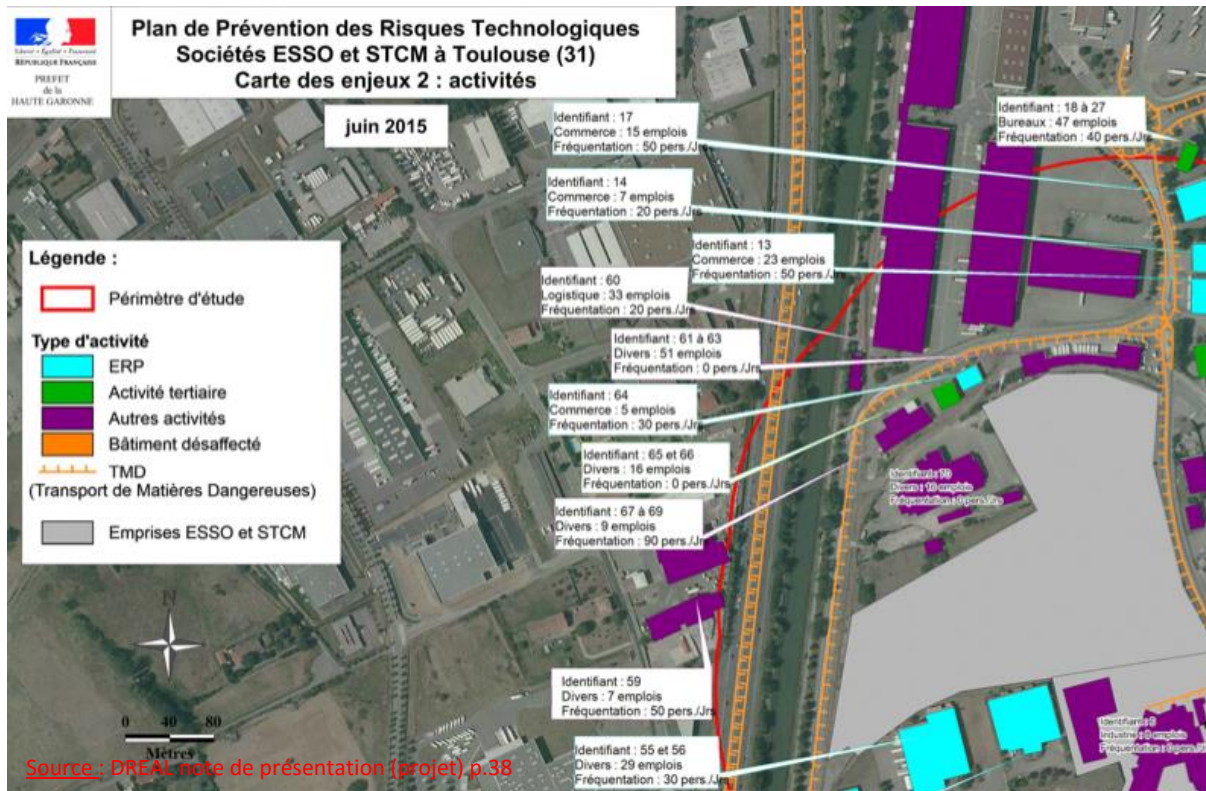 Liberté • Égalité • Fraternité
RÉPUBLIQUE FRANÇAISE
PREFET
de la
HAUTE GARONNE
Plan de Prévention des Risques Technologiques
Sociétés ESSO et STCM à Toulouse (31)
Carte des enjeux 2 : activités
juin 2015
Identifiant : 17
Commerce : 15 emplois
Fréquentation : 50 pers./Jrs
Identifiant : 18 à 27
Bureaux : 47 emplois
Fréquentation : 40 pers./Jrs
Identifiant : 14
Commerce : 7 emplois
Fréquentation : 20 pers./Jrs
Identifiant : 13
Commerce : 23 emplois
Fréquentation : 50 pers./Jrs
Identifiant : 60
Logistique : 33 emplois
Fréquentation : 20 pers./Jrs
Identifiant : 61 à 63
Divers : 51 emplois
Fréquentation : 0 pers./Jrs
Identifiant : 64
Commerce : 5 emplois
Fréquentation : 30 pers./Jrs
Identifiant : 65 et 66
Divers : 16 emplois
Fréquentation : 0 pers./Jrs
Identifiant : 67 à 69
Divers : 9 emplois
Fréquentation : 90 pers./Jrs
Identifiant : 70
Divers : 16 emplois
Fréquentation : 0 pers./Jrs
Identifiant : 59
Divers : 7 emplois
Fréquentation : 50 pers./Jrs
Identifiant : 55 et 56
Divers : 29 emplois
Fréquentation : 30 pers./Jrs
Industrie : 8 emplois
Fréquentation : 0 pers./
Légende :
Périmètre d'étude
Type d'activité
ERP
Activité tertiaire
Autres activités
Bâtiment désaffecté
TMD
(Transport de Matières Dangereuses)
Emprises ESSO et STCM
N
0 40 80
Mètres
Source : DREAL note de présentation (projet) p.38